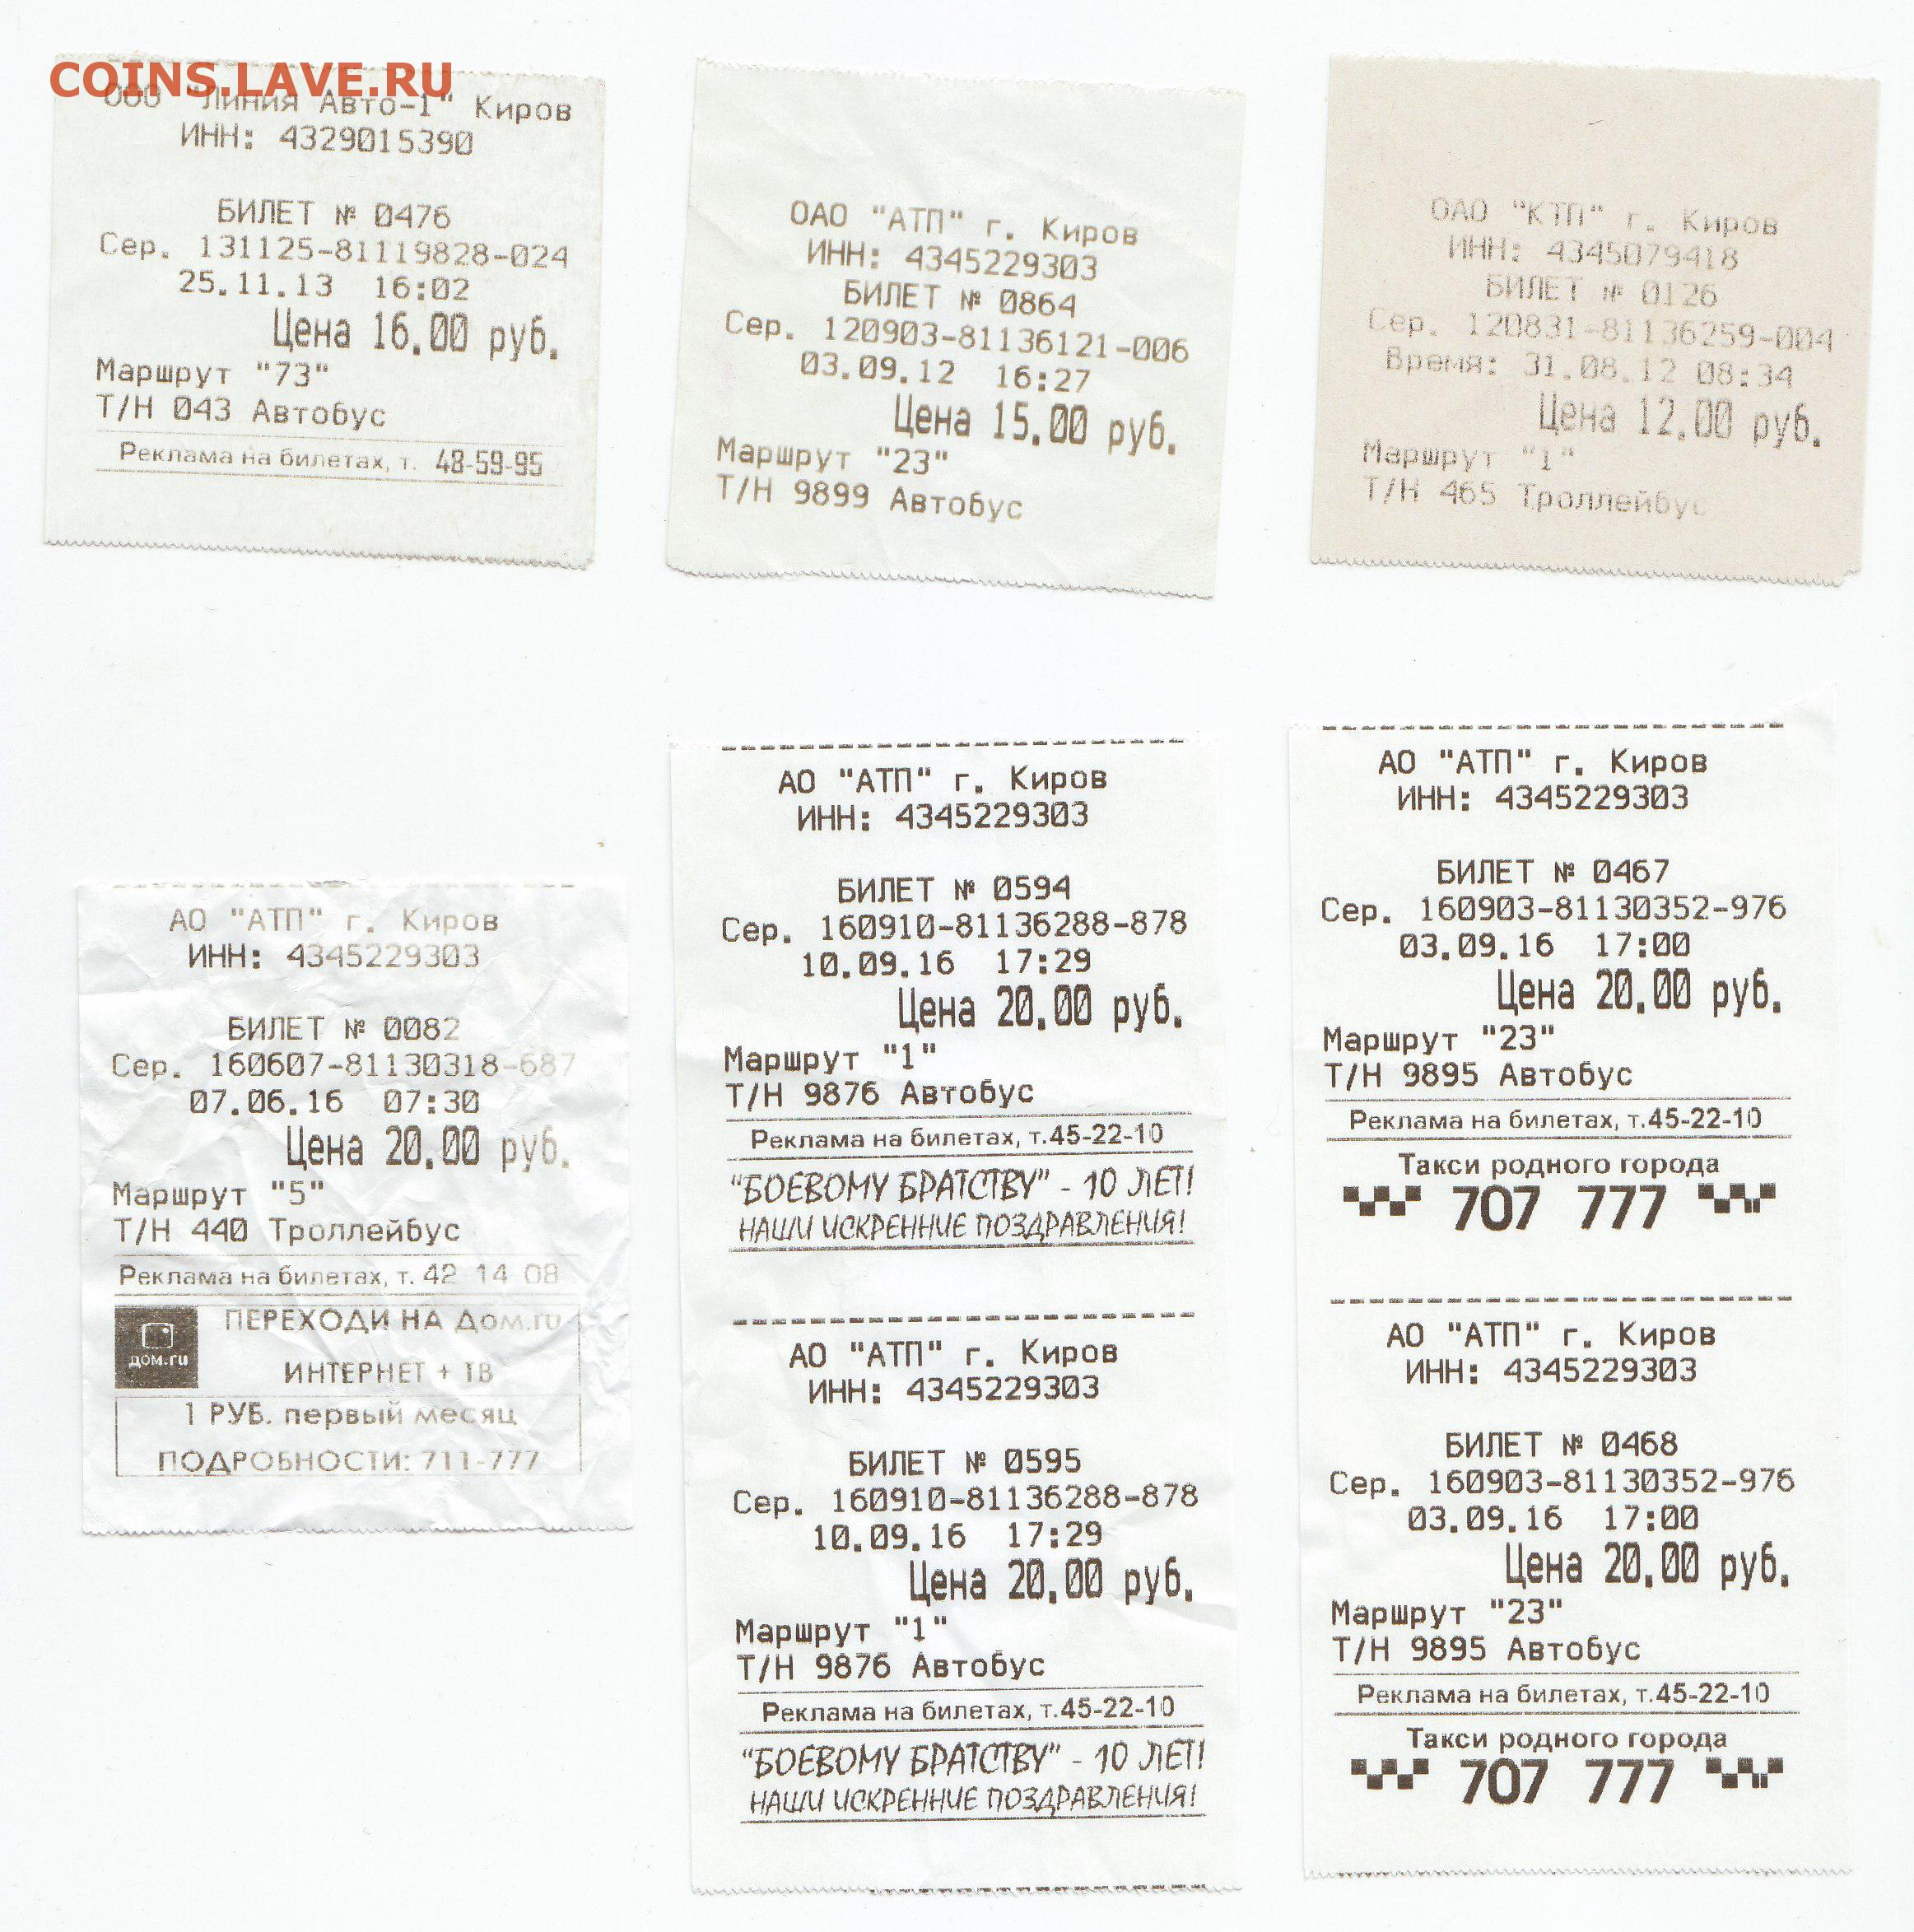 COINS.LAVE.RU
ООО "Линия Авто-1" Киров
ИНН: 4329015390
БИЛЕТ № 0476
Сер. 131125-81119828-024
25.11.13 16:02
Цена 16.00 руб.
Маршрут "73"
Т/Н 043 Автобус
Реклама на билетах, т. 48-59-95
ОАО "АТП" г. Киров
ИНН: 4345229303
БИЛЕТ № 0864
Сер. 120903-81136121-006
03.09.12 16:27
Цена 15.00 руб.
Маршрут "23"
Т/Н 9899 Автобус
ОАО "КТП" г. Киров
ИНН: 4345079418
БИЛЕТ № 0126
Сер. 120831-81136259-004
Время: 31.08.12 08:34
Цена 12.00 руб.
Маршрут "1"
Т/Н 465 Троллейбус
АО "АТП" г. Киров
ИНН: 4345229303
БИЛЕТ № 0082
Сер. 160607-81130318-687
07.06.16 07:30
Цена 20.00 руб.
Маршрут "5"
Т/Н 440 Троллейбус
Реклама на билетах, т. 42 14 08
ПЕРЕХОДИ НА Дом.ru
дом.ru
ИНТЕРНЕТ + ТВ
1 РУБ. первый месяц
ПОДРОБНОСТИ: 711-777
АО "АТП" г. Киров
ИНН: 4345229303
БИЛЕТ № 0594
Сер. 160910-81136288-878
10.09.16 17:29
Цена 20.00 руб.
Маршрут "1"
Т/Н 9876 Автобус
Реклама на билетах, т.45-22-10
"БОЕВОМУ БРАТСТВУ" - 10 ЛЕТ!
НАШИ ИСКРЕННИЕ ПОЗДРАВЛЕНИЯ!
АО "АТП" г. Киров
ИНН: 4345229303
БИЛЕТ № 0595
Сер. 160910-81136288-878
10.09.16 17:29
Цена 20.00 руб.
Маршрут "1"
Т/Н 9876 Автобус
Реклама на билетах, т.45-22-10
"БОЕВОМУ БРАТСТВУ" - 10 ЛЕТ!
НАШИ ИСКРЕННИЕ ПОЗДРАВЛЕНИЯ!
АО "АТП" г. Киров
ИНН: 4345229303
БИЛЕТ № 0467
Сер. 160903-81130352-976
03.09.16 17:00
Цена 20.00 руб.
Маршрут "23"
Т/Н 9895 Автобус
Реклама на билетах, т.45-22-10
Такси родного города
707 777
АО "АТП" г. Киров
ИНН: 4345229303
БИЛЕТ № 0468
Сер. 160903-81130352-976
03.09.16 17:00
Цена 20.00 руб.
Маршрут "23"
Т/Н 9895 Автобус
Реклама на билетах, т.45-22-10
Такси родного города
707 777